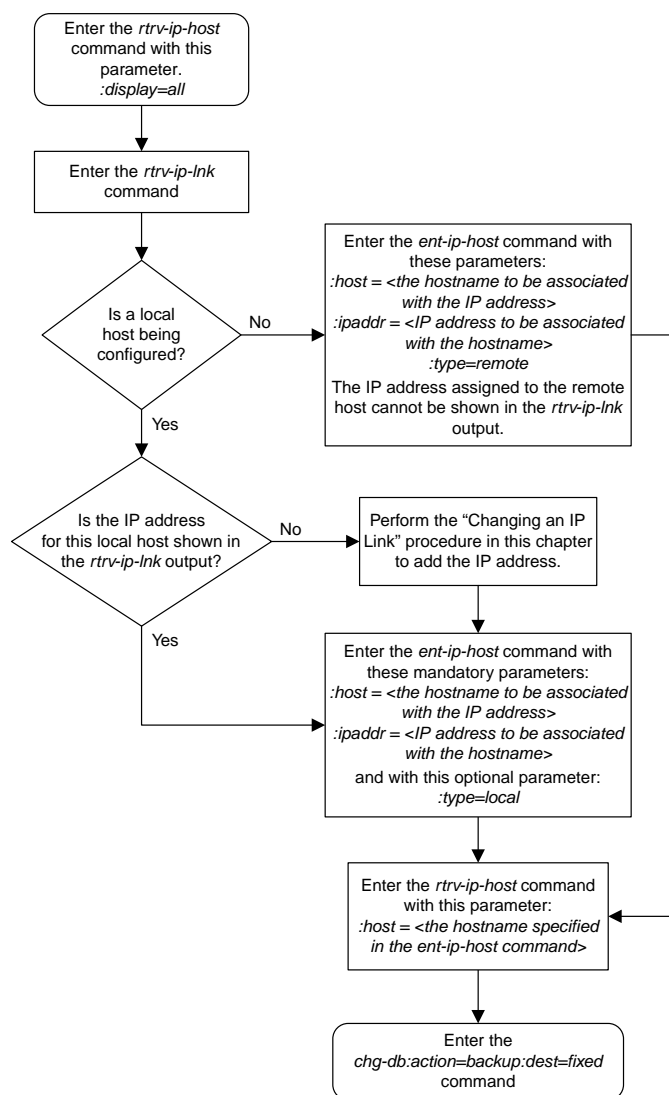 Enter the rtrv-ip-host
command with this
parameter.
:display=all
Enter the rtrv-ip-lnk
command
Is a local
host being
configured?
No
Yes
Enter the ent-ip-host command with
these parameters:
:host = <the hostname to be associated
with the IP address>
:ipaddr = <IP address to be associated
with the hostname>
:type=remote
The IP address assigned to the remote
host cannot be shown in the rtrv-ip-lnk
output.
Is the IP address
for this local host shown in
the rtrv-ip-lnk output?
No
Yes
Perform the “Changing an IP
Link” procedure in this chapter
to add the IP address.
Enter the ent-ip-host command with
these mandatory parameters:
:host = <the hostname to be associated
with the IP address>
:ipaddr = <IP address to be associated
with the hostname>
and with this optional parameter:
:type=local
Enter the rtrv-ip-host command
with this parameter:
:host = <the hostname specified
in the ent-ip-host command>
Enter the
chg-db:action=backup:dest=fixed
command